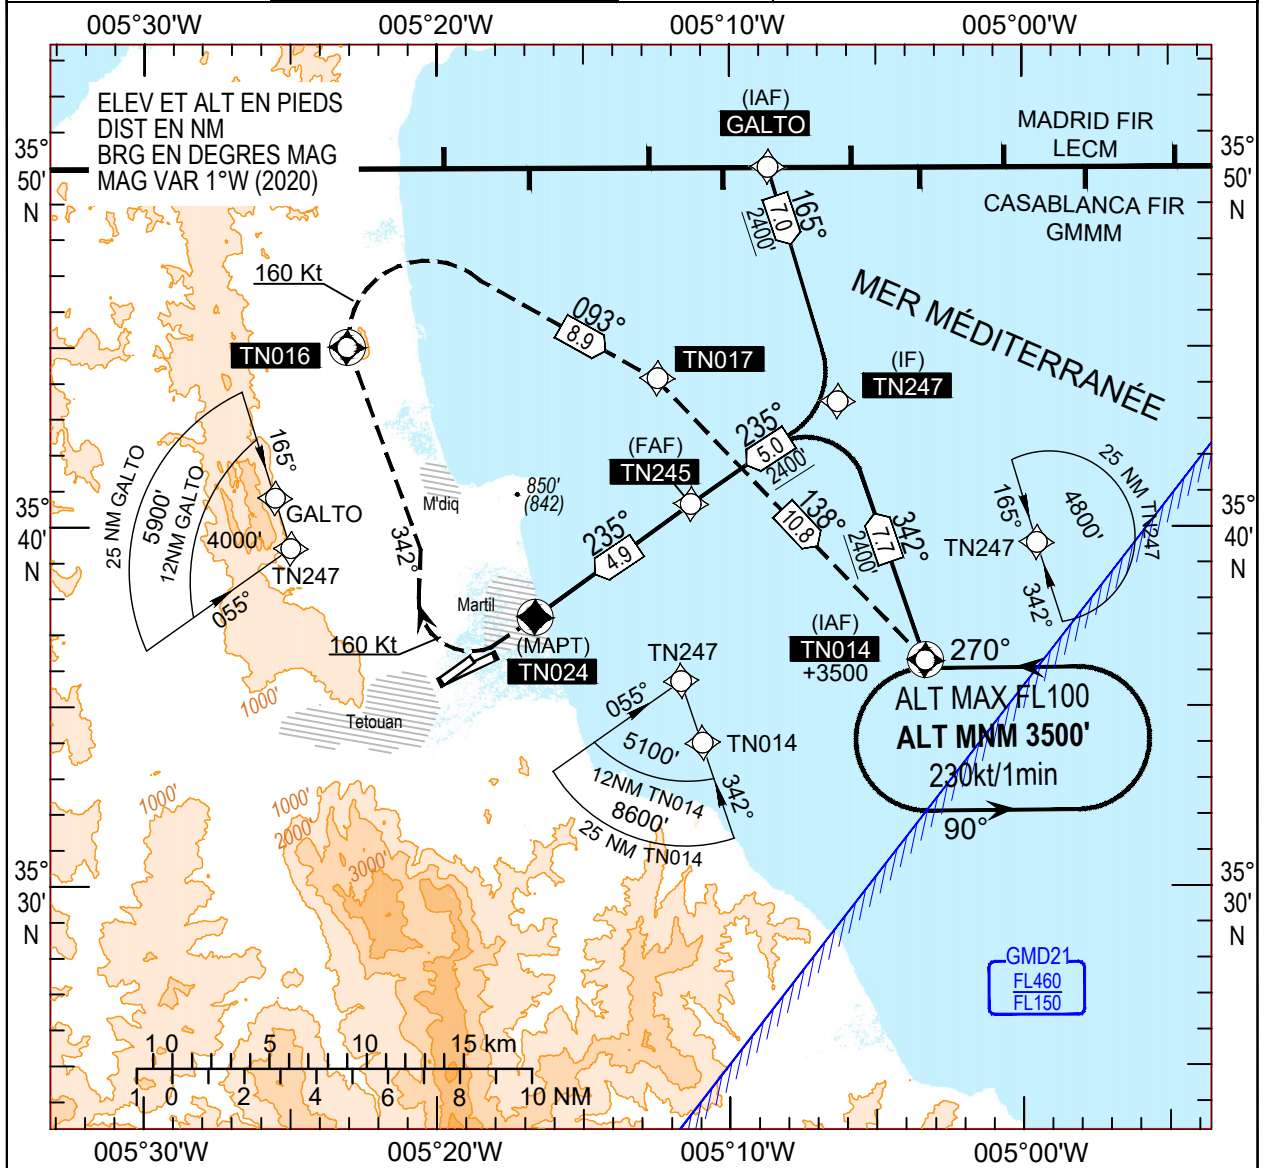 005°30'W
005°20'W
005°10'W
005°00'W
ELEV ET ALT EN PIEDS
DIST EN NM
BRG EN DEGRES MAG
MAG VAR 1°W (2020)
35°
50'
N
35°
50'
N
(IAF)
GALTO
MADRID FIR
LECM
CASABLANCA FIR
GMMM
165°
7.0
2400'
MER MÉDITERRANÉE
160 Kt
093°
8.9
TN016
TN017
(IF)
TN247
235°
5.0
2400'
(FAF)
TN245
165°
25 NM GALTO
5900'
12NM GALTO
4000'
GALTO
TN247
055°
M'diq
850'
(842)
342°
35°
40'
N
235°
4.9
138°
10.8
342°
7.7
2400'
25 NM TN247
4800'
165°
TN247
342°
35°
40'
N
Martil
160 Kt
(MAPT)
TN024
(IAF)
TN014
+3500
270°
ALT MAX FL100
ALT MNM 3500'
230kt/1min
90°
TN247
055°
5100'
TN014
12NM TN014
8600'
25 NM TN014
342°
1000'
Tetouan
1000'
1000'
2000'
3000'
35°
30'
N
35°
30'
N
GMD21
FL460
FL150
1 0 5 10 15 km
1 0 2 4 6 8 10 NM
005°30'W
005°20'W
005°10'W
005°00'W